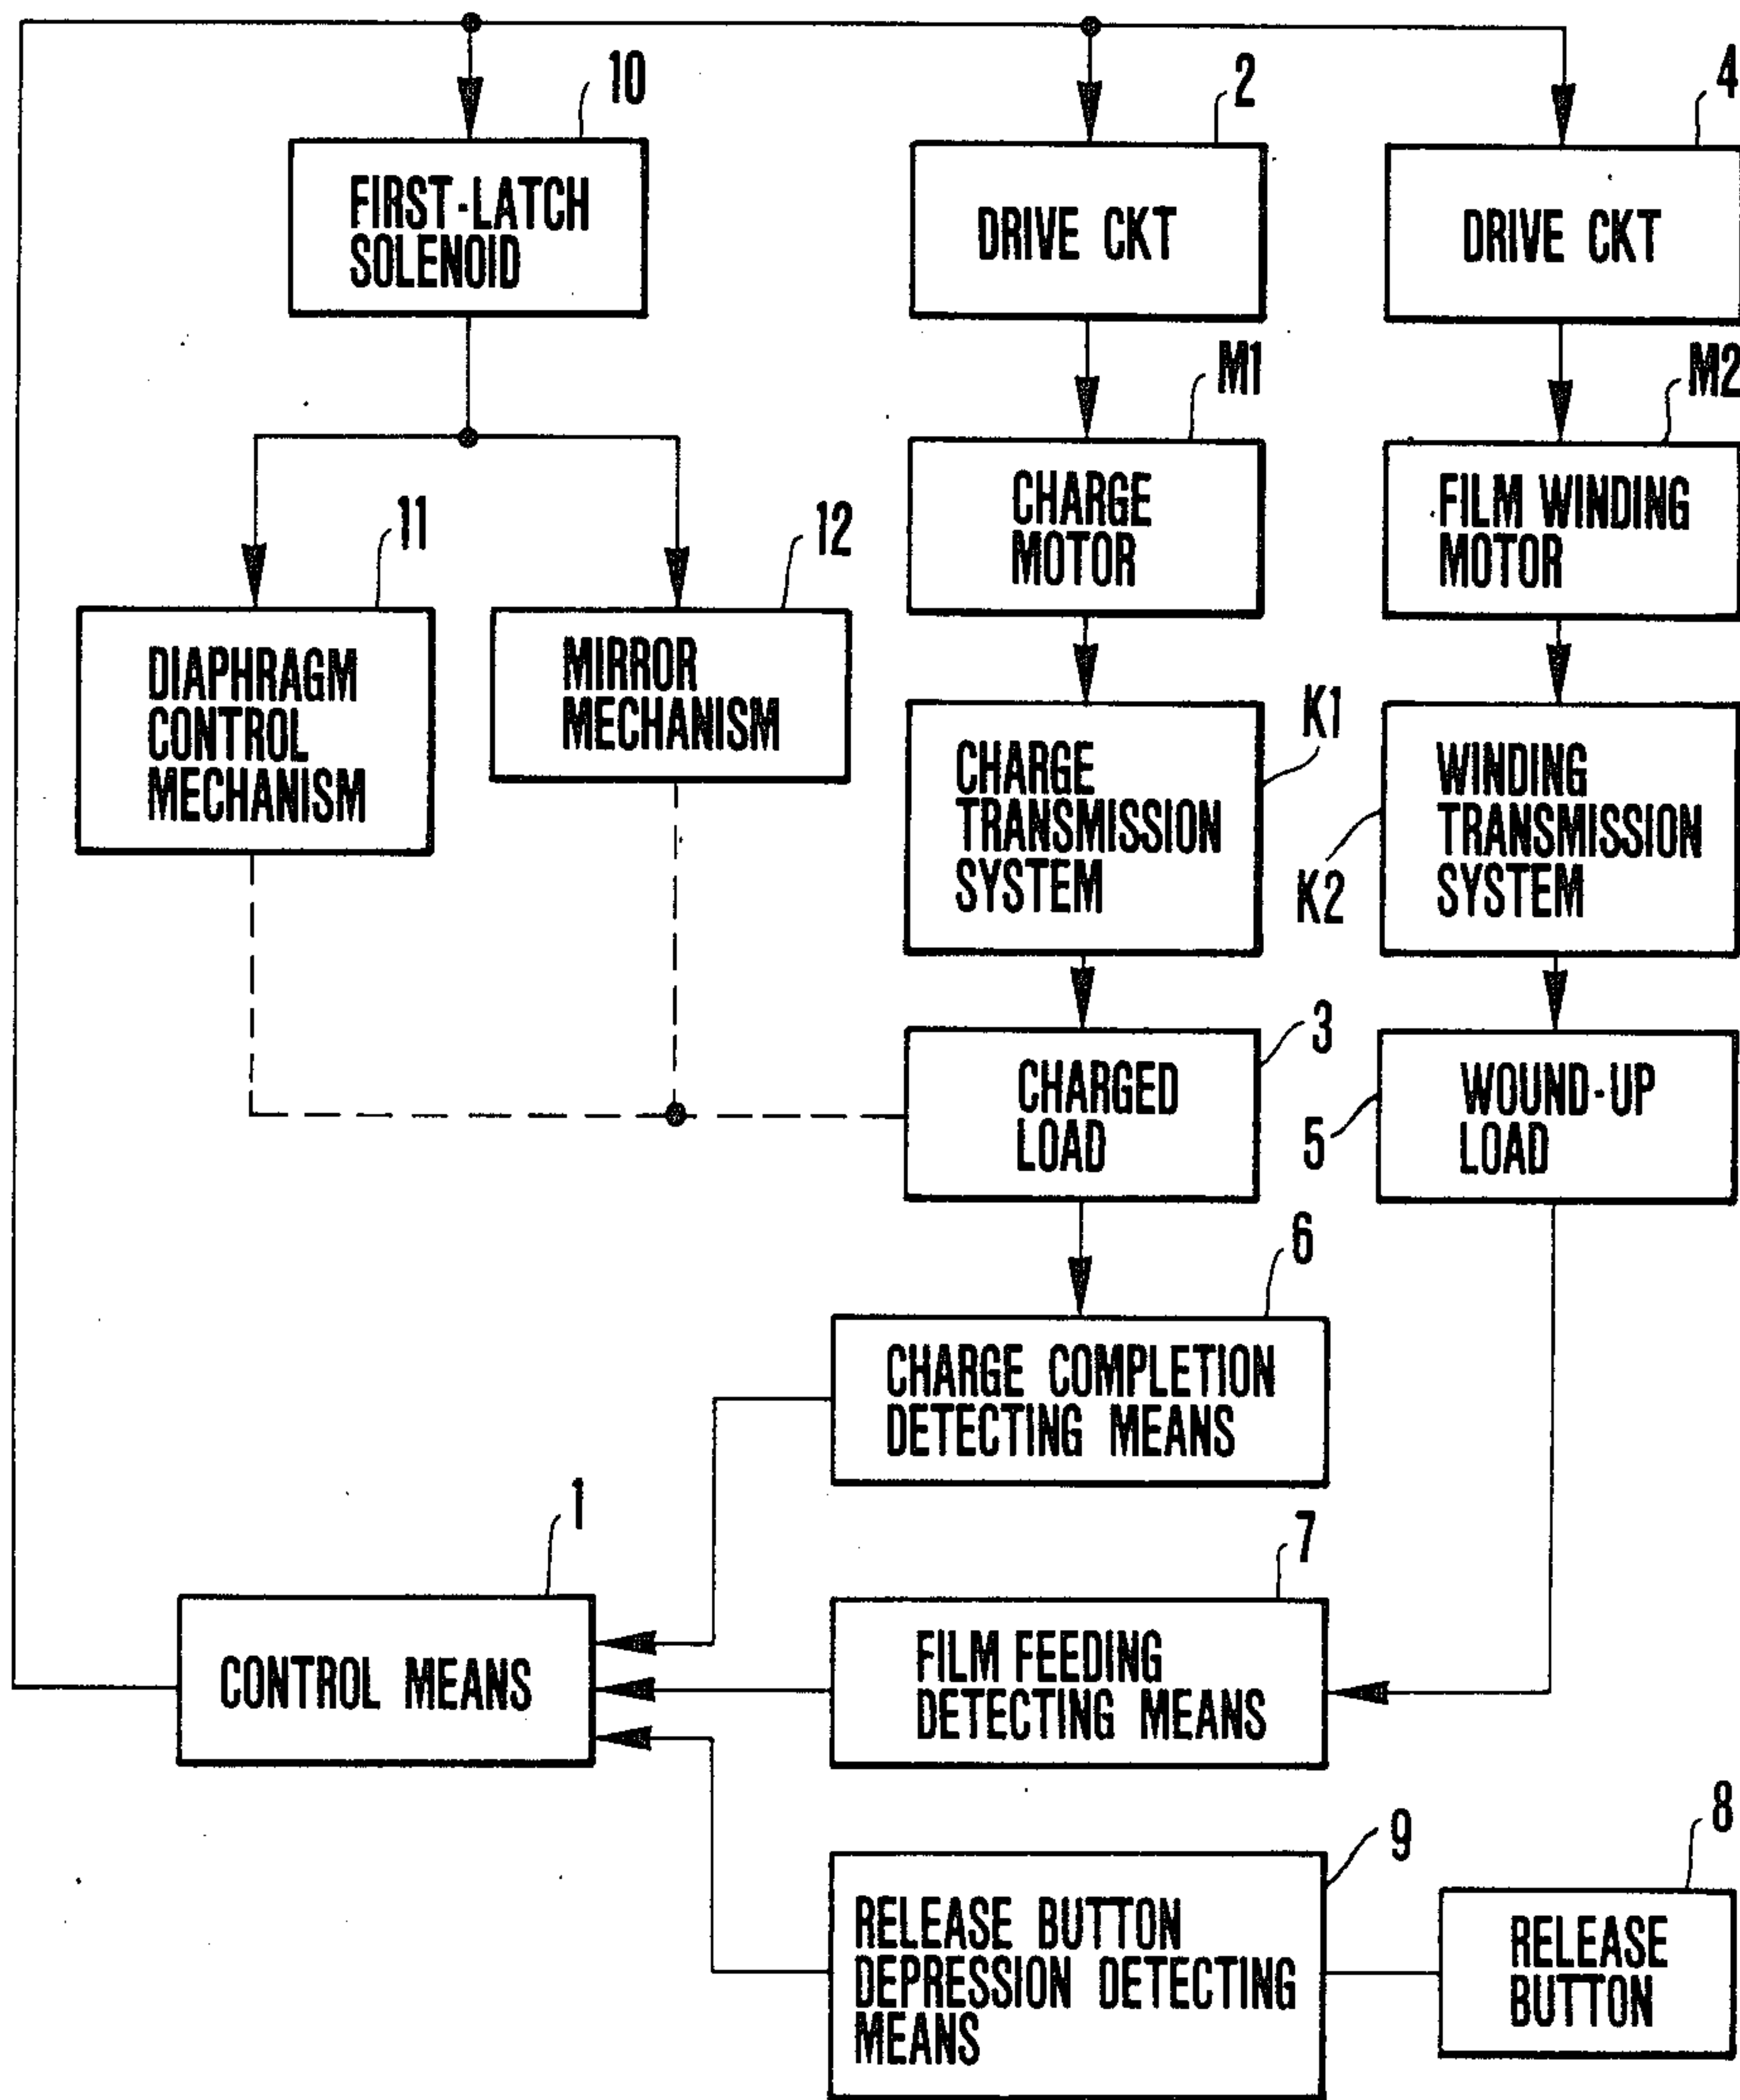 10
2
4
FIRST-LATCH
SOLENOID
DRIVE CKT
DRIVE CKT
M1
M2
CHARGE
MOTOR
FILM WINDING
MOTOR
11
12
DIAPHRAGM
CONTROL
MECHANISM
MIRROR
MECHANISM
K1
CHARGE
TRANSMISSION
SYSTEM
K2
WINDING
TRANSMISSION
SYSTEM
3
CHARGED
LOAD
5
WOUND-UP
LOAD
6
CHARGE COMPLETION
DETECTING MEANS
1
CONTROL MEANS
7
FILM FEEDING
DETECTING MEANS
9
RELEASE BUTTON
DEPRESSION DETECTING
MEANS
8
RELEASE
BUTTON